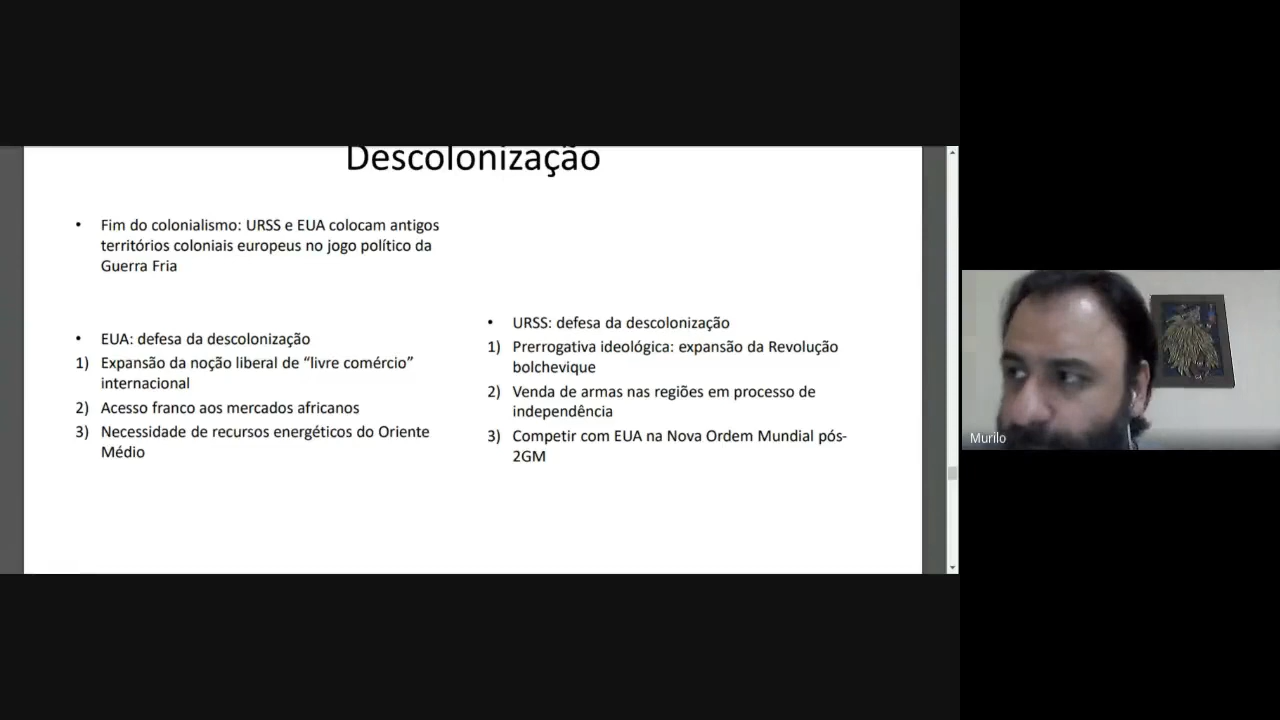 Descolonização
• Fim do colonialismo: URSS e EUA colocam antigos
territórios coloniais europeus no jogo político da
Guerra Fria
• EUA: defesa da descolonização
1) Expansão da noção liberal de “livre comércio”
internacional
2) Acesso franco aos mercados africanos
3) Necessidade de recursos energéticos do Oriente
Médio
• URSS: defesa da descolonização
1) Prerrogativa ideológica: expansão da Revolução
bolchevique
2) Venda de armas nas regiões em processo de
independência
3) Competir com EUA na Nova Ordem Mundial pós-
2GM
Murilo